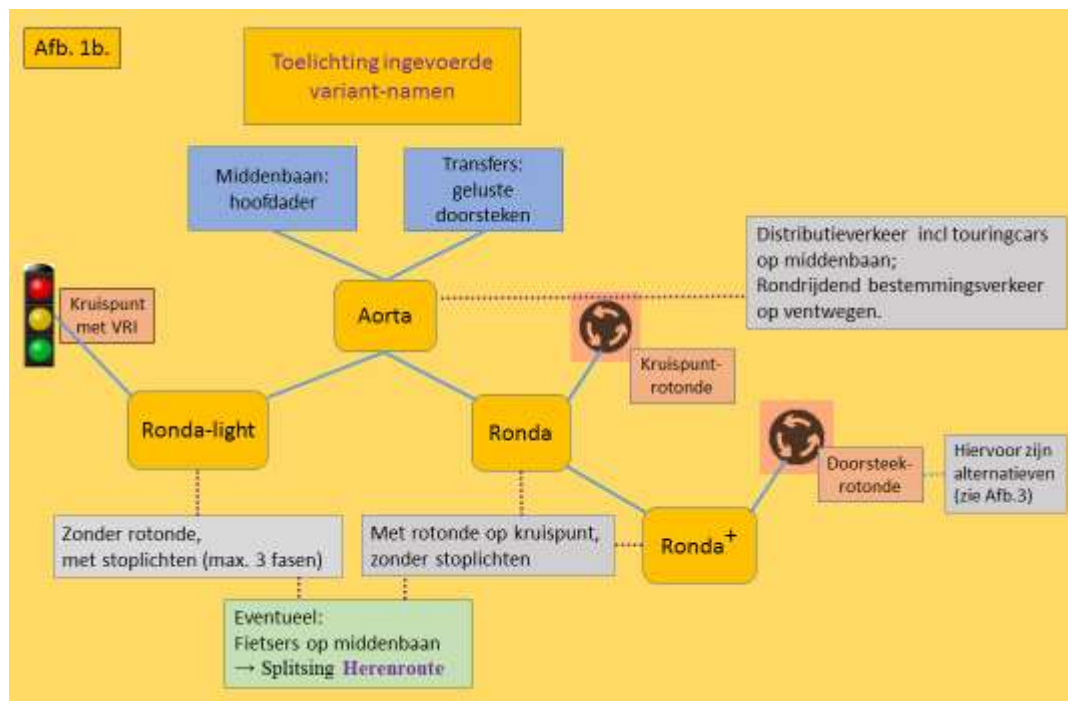 Afb. 1b.
Toelichting ingevoerde
variant-namen
Middenbaan:
hoofdader
Transfers:
geluste
doorsteken
Distributieverkeer incl touringcars
op middenbaan;
Rondrijdend bestemmingsverkeer
op ventwegen.
Kruispunt
met VRI
Aorta
Kruispunt-
rotonde
Ronda-light
Ronda
Doorsteek-
rotonde
Hiervoor zijn
alternatieven
(zie Afb.3)
Zonder rotonde,
met stoplichten (max. 3 fasen)
Met rotonde op kruispunt,
zonder stoplichten
Ronda+
Eventueel:
Fietsers op middenbaan
→ Splitsing Herenroute